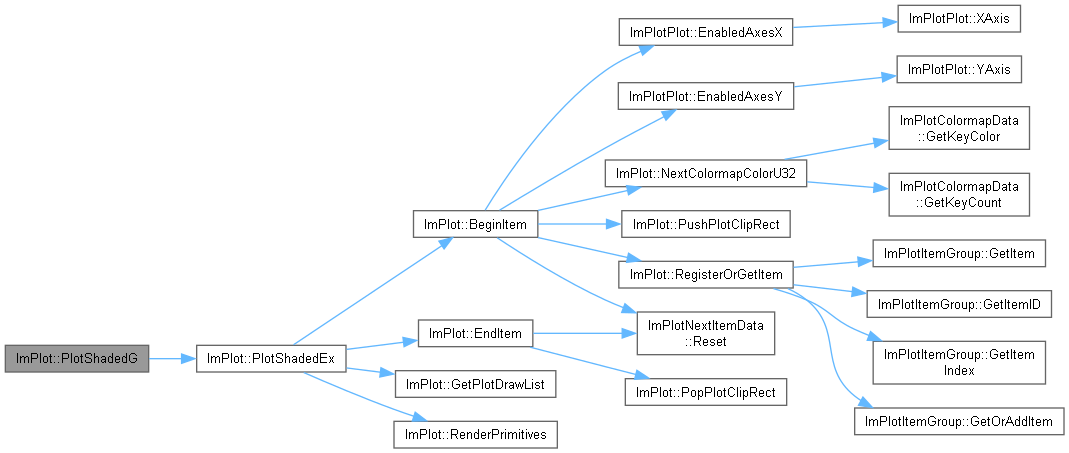 ImPlot::PlotShadedG
ImPlot::PlotShadedEx
ImPlot::BeginItem
ImPlotPlot::EnabledAxesX
ImPlotPlot::XAxis
ImPlotPlot::EnabledAxesY
ImPlotPlot::YAxis
ImPlot::NextColormapColorU32
ImPlotColormapData
::GetKeyColor
ImPlotColormapData
::GetKeyCount
ImPlot::PushPlotClipRect
ImPlot::RegisterOrGetItem
ImPlotItemGroup::GetItem
ImPlotItemGroup::GetItemID
ImPlotItemGroup::GetItem
Index
ImPlotItemGroup::GetOrAddItem
ImPlotNextItemData
::Reset
ImPlot::EndItem
ImPlot::PopPlotClipRect
ImPlot::GetPlotDrawList
ImPlot::RenderPrimitives